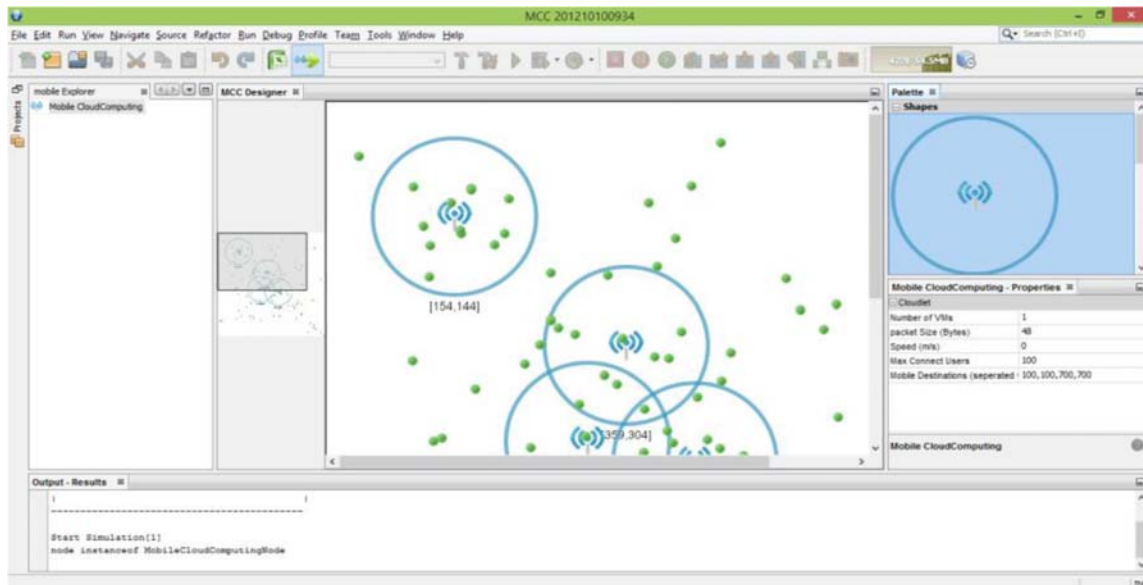 MCC 201210100934
File Edit Run View Navigate Source Refactor Run Debug Profile Team Tools Window Help
Search (Ctrl+I)
mobile Explorer
MCC Designer
Palette
Projects
Mobile CloudComputing
Shapes
[154,144]
359,304]
Mobile CloudComputing - Properties
Cloudlet
Number of VMs 1
packet Size (Bytes) 48
Speed (m/s) 0
Max Connect Users 100
Mobile Destinations (seperated 100,100,700,700
Mobile CloudComputing
Output - Results
Start Simulation[1]
node instanceof MobileCloudComputingNode